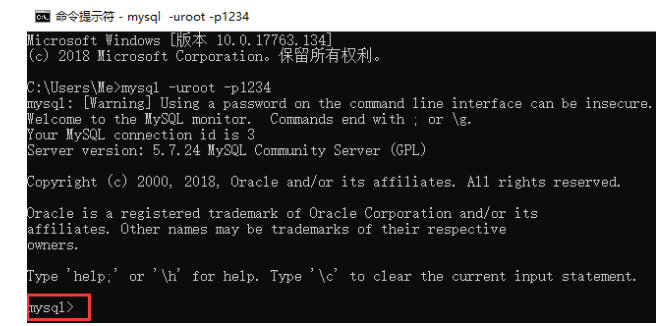 命令提示符 - mysql -uroot -p1234
Microsoft Windows [版本 10.0.17763.134]
(c) 2018 Microsoft Corporation。保留所有权利。
C:\Users\Me>mysql -uroot -p1234
mysql: [Warning] Using a password on the command line interface can be insecure.
Welcome to the MySQL monitor.  Commands end with ; or \g.
Your MySQL connection id is 3
Server version: 5.7.24 MySQL Community Server (GPL)
Copyright (c) 2000, 2018, Oracle and/or its affiliates. All rights reserved.
Oracle is a registered trademark of Oracle Corporation and/or its
affiliates. Other names may be trademarks of their respective
owners.
Type 'help;' or '\h' for help. Type '\c' to clear the current input statement.
mysql>